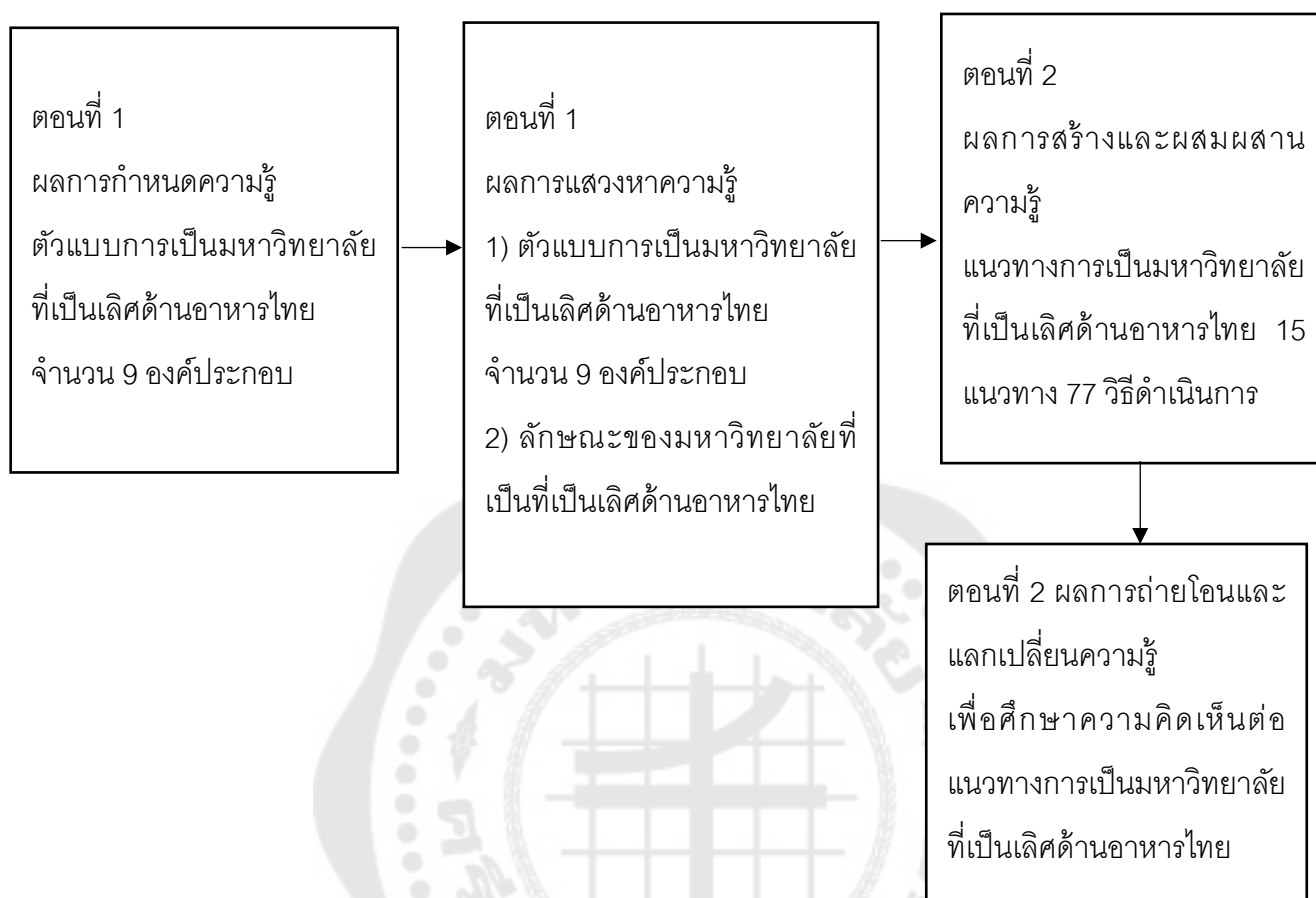 ตอนที่ 1
ผลการกำหนดความรู้
ตัวแบบการเป็นมหาวิทยาลัย
ที่เป็นเลิศด้านอาหารไทย
จำนวน 9 องค์ประกอบ
ตอนที่ 1
ผลการแสวงหาความรู้
1) ตัวแบบการเป็นมหาวิทยาลัย
ที่เป็นเลิศด้านอาหารไทย
จำนวน 9 องค์ประกอบ
2) ลักษณะของมหาวิทยาลัยที่
เป็นที่เป็นเลิศด้านอาหารไทย
ตอนที่ 2
ผลการสร้างและผสมผสาน
ความรู้
แนวทางการเป็นมหาวิทยาลัย
ที่เป็นเลิศด้านอาหารไทย 15
แนวทาง 77 วิธีดำเนินการ
ตอนที่ 2 ผลการถ่ายโอนและ
แลกเปลี่ยนความรู้
เพื่อศึกษาความคิดเห็นต่อ
แนวทางการเป็นมหาวิทยาลัย
ที่เป็นเลิศด้านอาหารไทย